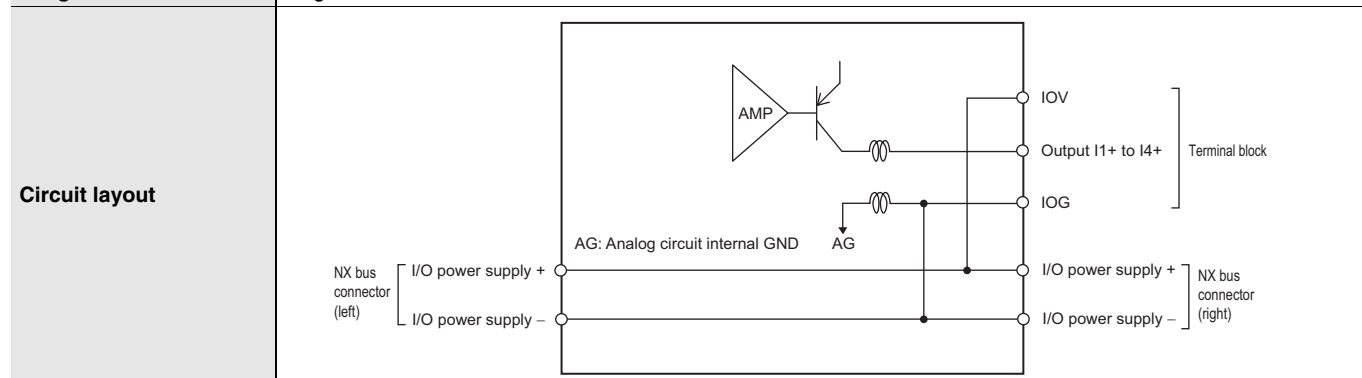 Circuit layout
AMP
IOV
Output I1+ to I4+
Terminal block
IOG
AG: Analog circuit internal GND
AG
NX bus
connector
(left)
I/O power supply +
I/O power supply –
I/O power supply +
I/O power supply –
NX bus
connector
(right)